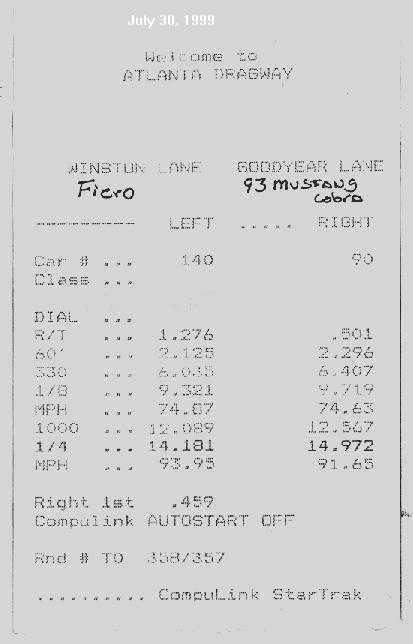 July 30, 1999
Welcome to
ATLANTA DRAGWAY
WINSTON LANE GOODYEAR LANE
Fiero 93 MUSTANG
Cobra
---------- LEFT ..... RIGHT
Car # ... 140 90
Class ...
DIAL ...
R/T ... 1.276 .501
60' ... 2.125 2.296
330 ... 6.035 6.407
1/8 ... 9.321 9.719
MPH ... 74.87 74.63
1000 ... 12.089 12.567
1/4 ... 14.181 14.972
MPH ... 93.95 91.65
Right 1st .459
Compulink AUTOSTART OFF
Rnd # TO 358/357
.......... CompuLink StarTrak